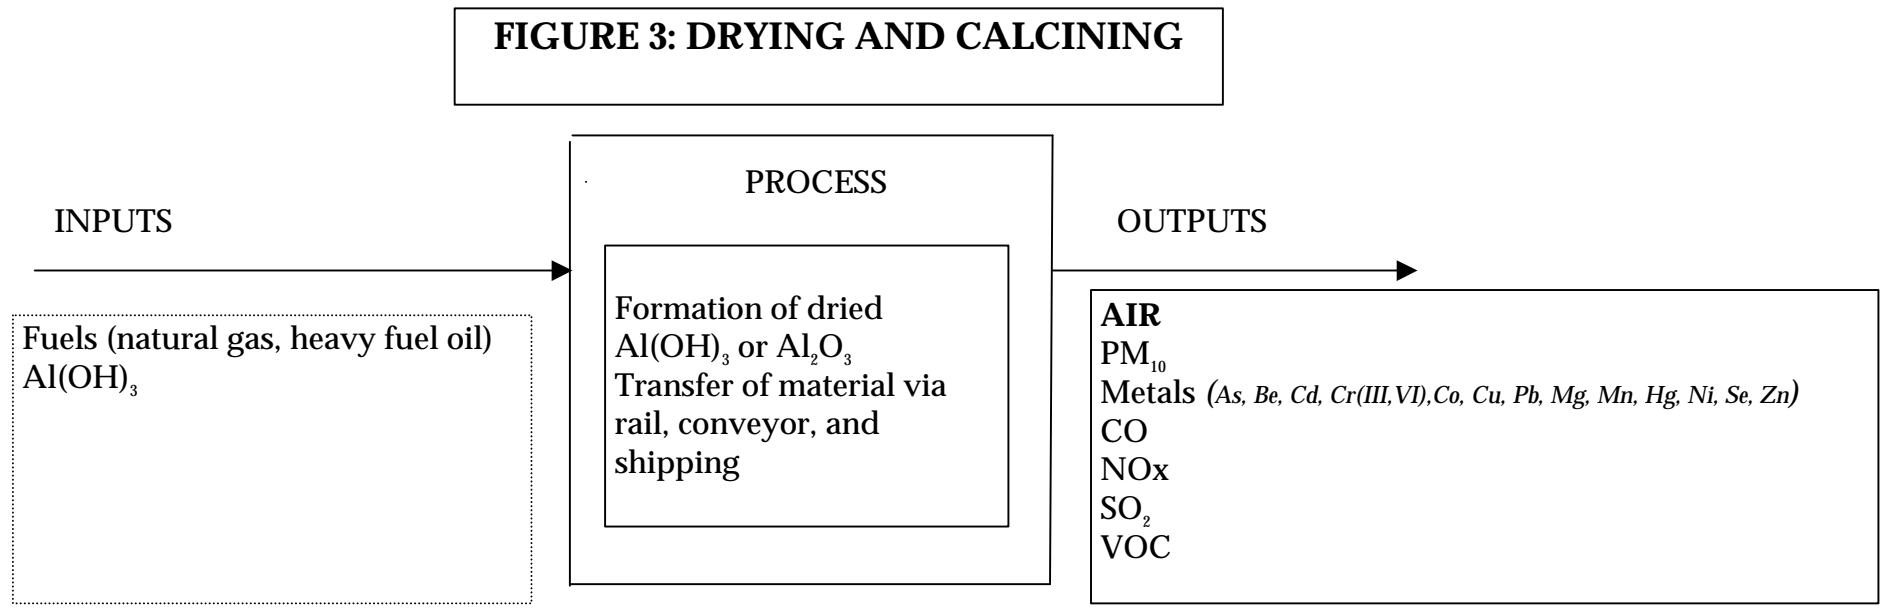 FIGURE 3: DRYING AND CALCINING
PROCESS
INPUTS
OUTPUTS
Fuels (natural gas, heavy fuel oil)
Al(OH)₃
Formation of dried
Al(OH)₃ or Al₂O₃
Transfer of material via
rail, conveyor, and
shipping
AIR
PM₁₀
Metals (As, Be, Cd, Cr(III,VI),Co, Cu, Pb, Mg, Mn, Hg, Ni, Se, Zn)
CO
NOx
SO₂
VOC